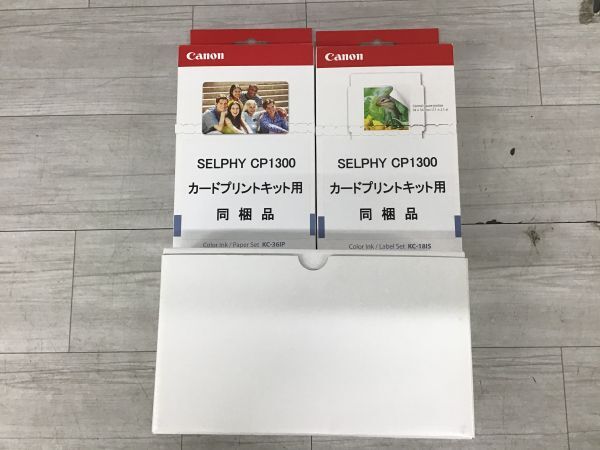 Canon
SELPHY CP1300
カードプリントキット用
同梱品
Color Ink / Paper Set KC-36IP
Canon
SELPHY CP1300
カードプリントキット用
同梱品
Color Ink / Label Set KC-18IS